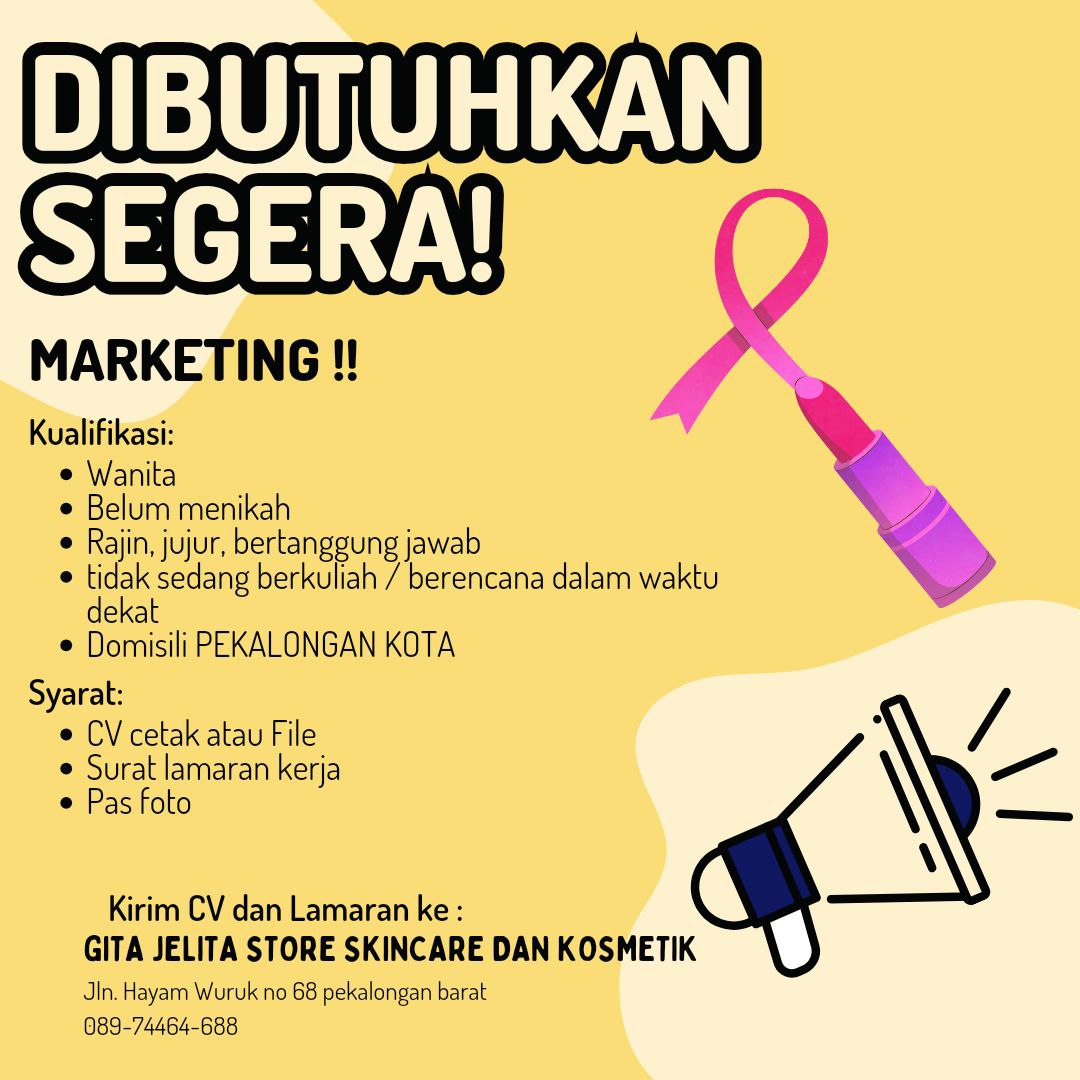 DIBUTUHKAN
SEGERA!
MARKETING !!
Kualifikasi:
• Wanita
• Belum menikah
• Rajin, jujur, bertanggung jawab
• tidak sedang berkuliah / berencana dalam waktu
dekat
• Domisili PEKALONGAN KOTA
Syarat:
• CV cetak atau File
• Surat lamaran kerja
• Pas foto
Kirim CV dan Lamaran ke :
GITA JELITA STORE SKINCARE DAN KOSMETIK
Jln. Hayam Wuruk no 68 pekalongan barat
089-74464-688